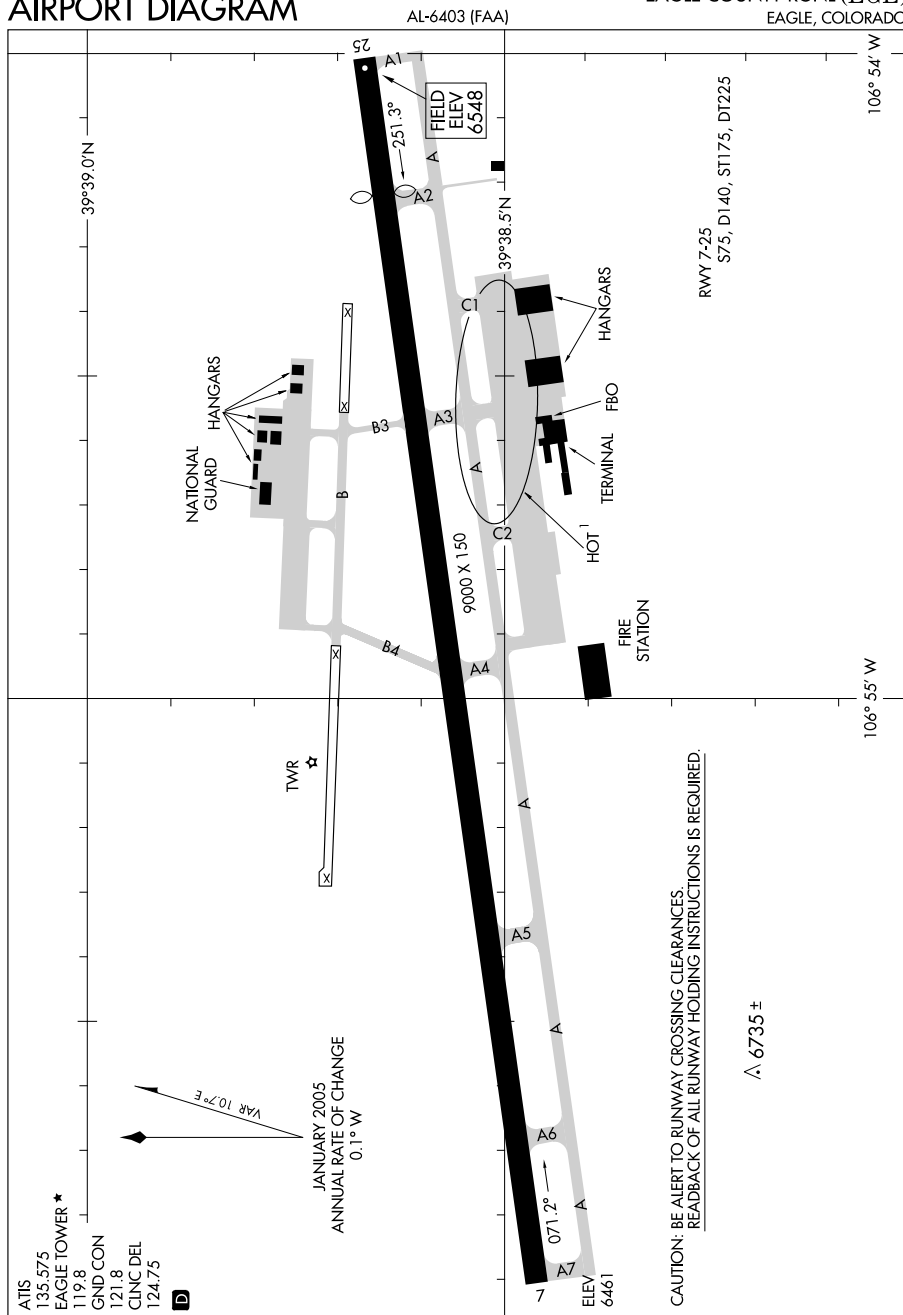 AIRPORT DIAGRAM
AL-6403 (FAA)
EAGLE, COLORADO
ATIS
135.575
EAGLE TOWER ★
119.8
GND CON
121.8
CLNC DEL
124.75
D
VAR 10.7° E
JANUARY 2005
ANNUAL RATE OF CHANGE
0.1° W
39°39.0'N
39°38.5'N
106° 54' W
106° 55' W
25
A1
FIELD
ELEV
6548
251.3°
A
A2
C1
HANGARS
NATIONAL
GUARD
X
X
B3
A3
A
B
HANGARS
FBO
TERMINAL
HOT 1
C2
9000 X 150
B4
A4
FIRE
STATION
X
X
TWR
A
A5
A
A6
071.2°
A
A7
7
ELEV
6461
RWY 7-25
S75, D140, ST175, DT225
CAUTION: BE ALERT TO RUNWAY CROSSING CLEARANCES.
READBACK OF ALL RUNWAY HOLDING INSTRUCTIONS IS REQUIRED.
6735 ±